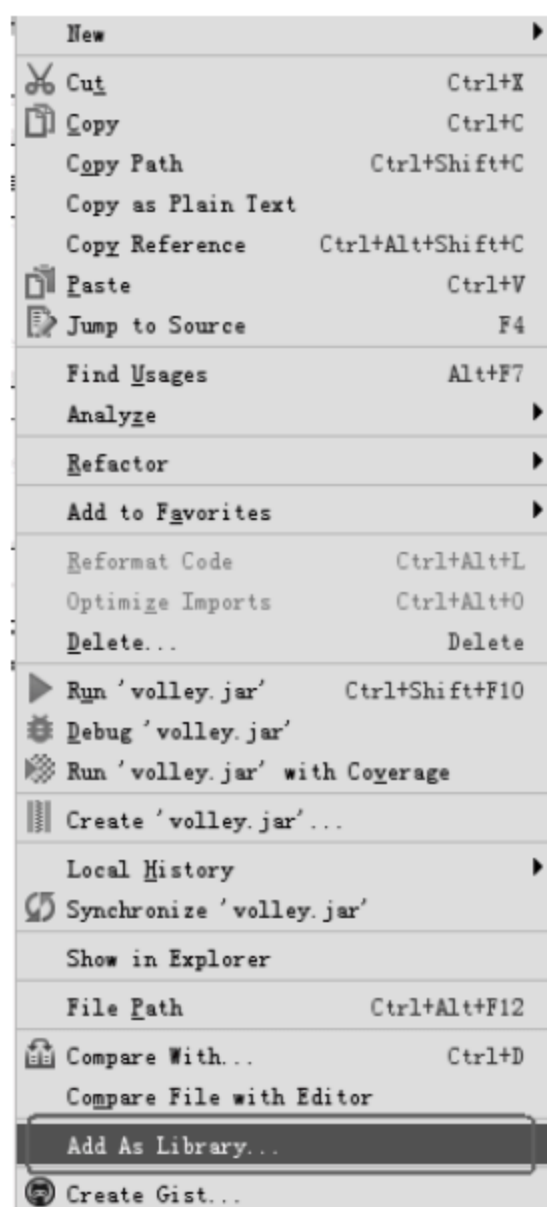 New
Cut Ctrl+X
Copy Ctrl+C
Copy Path Ctrl+Shift+C
Copy as Plain Text
Copy Reference Ctrl+Alt+Shift+C
Paste Ctrl+V
Jump to Source F4
Find Usages Alt+F7
Analyze
Refactor
Add to Favorites
Reformat Code Ctrl+Alt+L
Optimize Imports Ctrl+Alt+O
Delete... Delete
Run 'volley.jar' Ctrl+Shift+F10
Debug 'volley.jar'
Run 'volley.jar' with Coverage
Create 'volley.jar'...
Local History
Synchronize 'volley.jar'
Show in Explorer
File Path Ctrl+Alt+F12
Compare With... Ctrl+D
Compare File with Editor
Add As Library...
Create Gist...